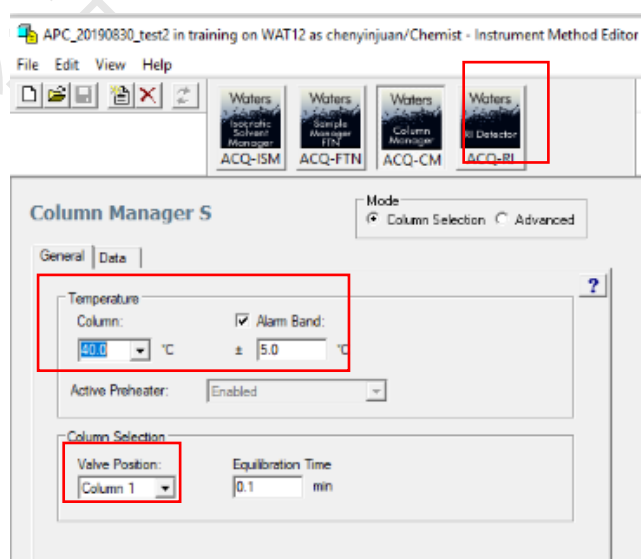 APC_20190830_test2 in training on WAT12 as chenyinjuan/Chemist - Instrument Method Editor
File Edit View Help
Waters Waters Waters Waters
Isocratic Solvent Manager
Sample Manager FTN
Column Manager
RI Detector
ACQ-ISM ACQ-FTN ACQ-CM ACQ-RI
Column Manager S
Mode
Column Selection Advanced
General Data
?
Temperature
Column: Alarm Band:
40.0 °C ± 5.0 °C
Active Preheater: Enabled
Column Selection
Valve Position: Equilibration Time
Column 1 0.1 min